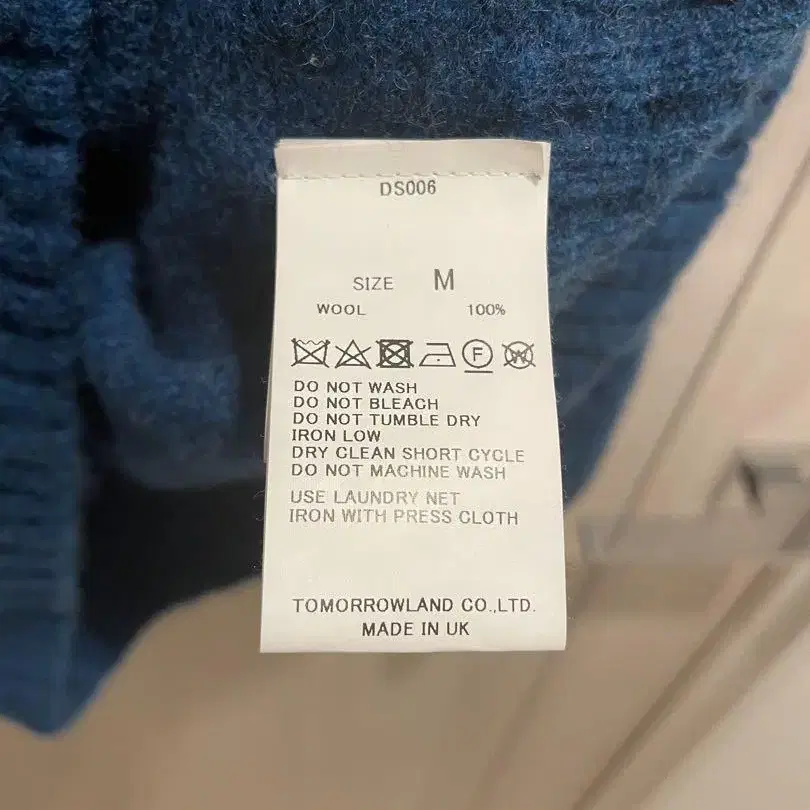 DS006
SIZE M
WOOL 100%
F W
DO NOT WASH
DO NOT BLEACH
DO NOT TUMBLE DRY
IRON LOW
DRY CLEAN SHORT CYCLE
DO NOT MACHINE WASH
USE LAUNDRY NET
IRON WITH PRESS CLOTH
TOMORROWLAND CO.,LTD.
MADE IN UK